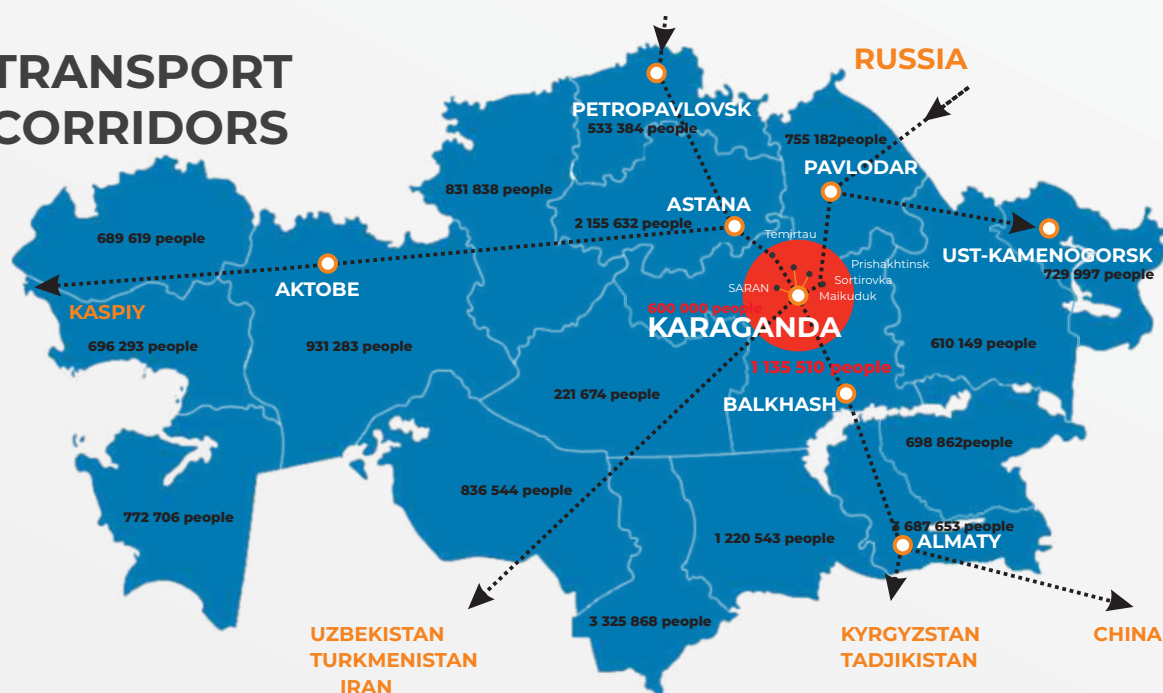 TRANSPORT
CORRIDORS
RUSSIA
PETROPAVLOVSK
533 384 people
755 182people
PAVLODAR
831 838 people
ASTANA
2 155 632 people
689 619 people
Temirtau
UST-KAMENOGORSK
729 997 people
Prishakhtinsk
Sortirovka
Maikuduk
SARAN
AKTOBE
KASPIY
600 000 people
KARAGANDA
696 293 people
931 283 people
610 149 people
1 135 510 people
221 674 people
BALKHASH
698 862people
836 544 people
772 706 people
3 687 653 people
1 220 543 people
ALMATY
3 325 868 people
UZBEKISTAN
TURKMENISTAN
IRAN
KYRGYZSTAN
TADJIKISTAN
CHINA